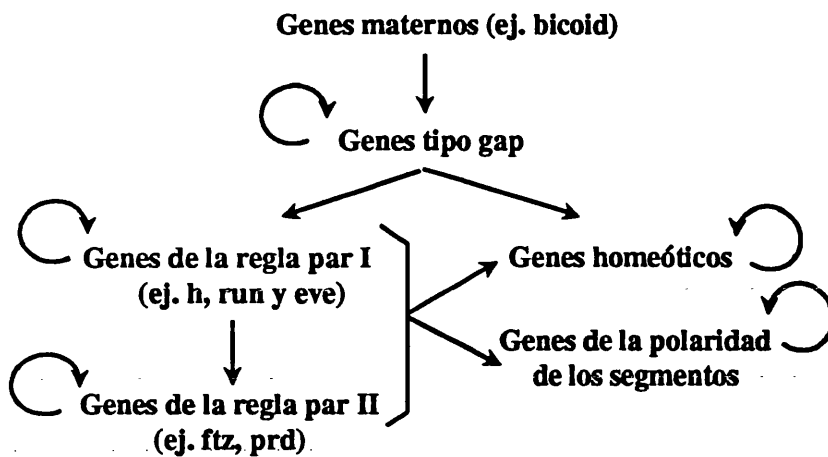 Genes maternos (ej. bicoid)
Genes tipo gap
Genes de la regla par I
(ej. h, run y eve)
Genes homeóticos
Genes de la polaridad
de los segmentos
Genes de la regla par II
(ej. ftz, prd)